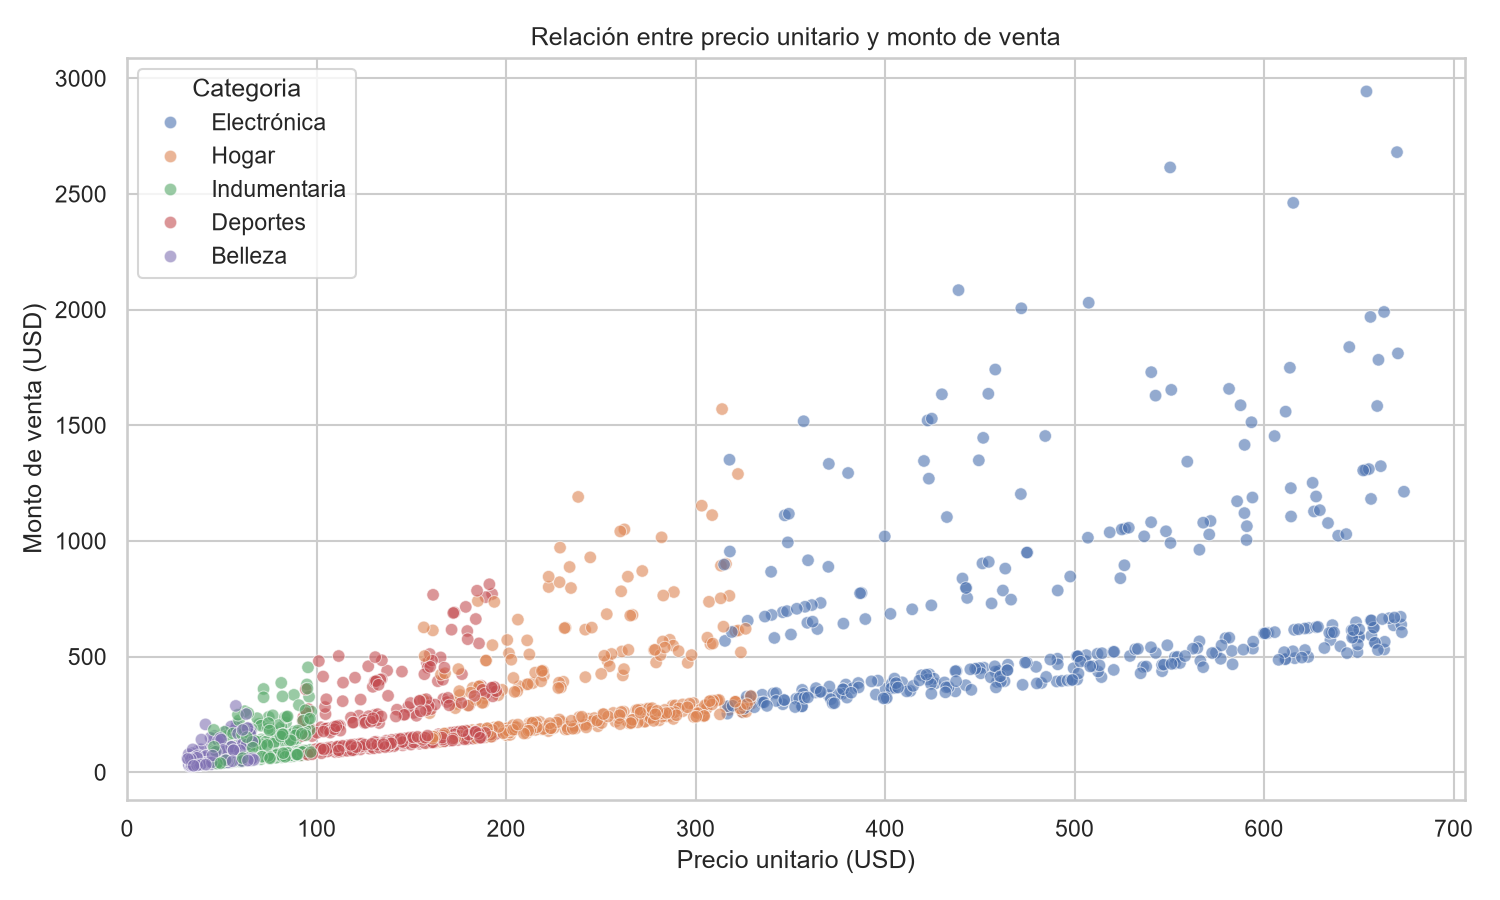 Relación entre precio unitario y monto de venta
Categoria
Electrónica
Hogar
Indumentaria
Deportes
Belleza
Monto de venta (USD)
3000
2500
2000
1500
1000
500
0
0 100 200 300 400 500 600 700
Precio unitario (USD)